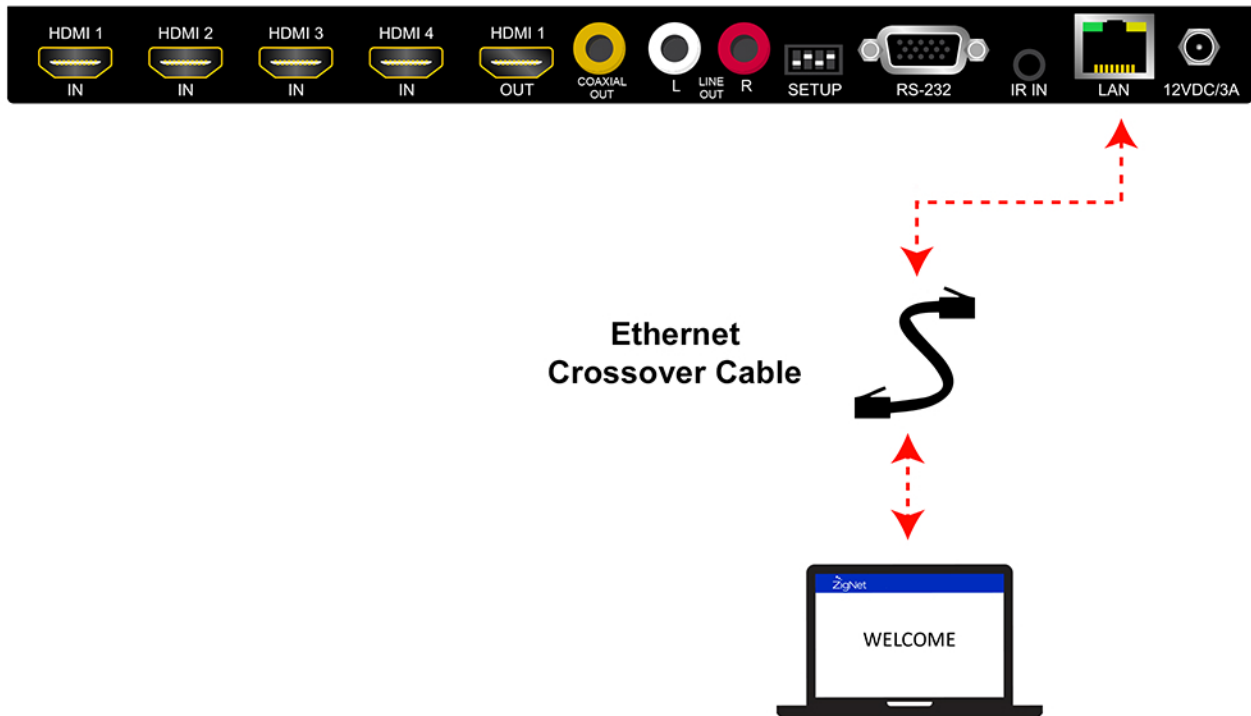 HDMI 1
HDMI 2
HDMI 3
HDMI 4
HDMI 1
IN
IN
IN
IN
OUT
COAXIAL
OUT
L
LINE
OUT
R
SETUP
RS-232
IR IN
LAN
12VDC/3A
Ethernet
Crossover Cable
ZigNet
WELCOME